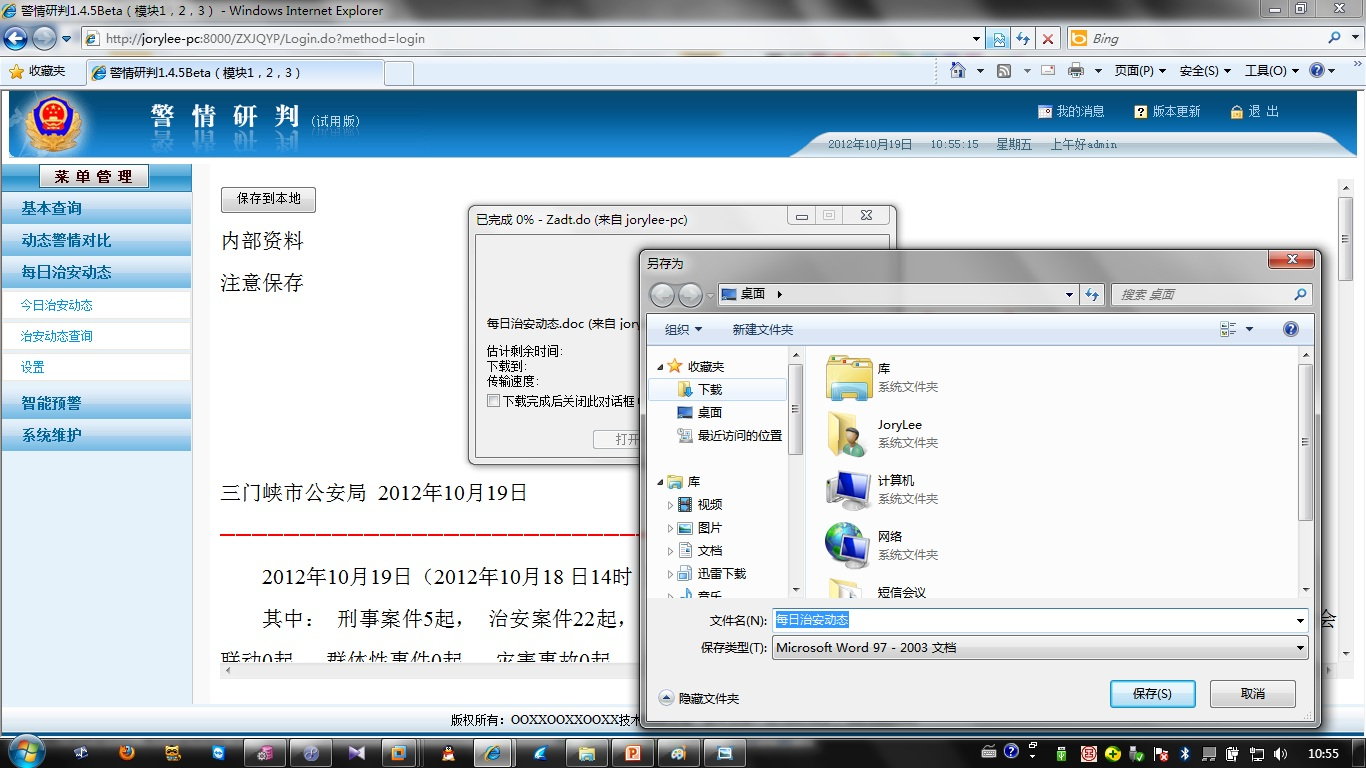 警情研判1.4.5Beta（模块1，2，3） - Windows Internet Explorer
http://jorylee-pc:8000/ZXJQYP/Login.do?method=login
Bing
收藏夹
警情研判1.4.5Beta（模块1，2，3）
页面(P)
安全(S)
工具(O)
警情研判(试用版)
我的消息
版本更新
退 出
2012年10月19日 10:55:15 星期五 上午好admin
菜单管理
基本查询
动态警情对比
每日治安动态
今日治安动态
治安动态查询
设置
智能预警
系统维护
保存到本地
内部资料
注意保存
三门峡市公安局 2012年10月19日
2012年10月19日（2012年10月18 日14时
其中： 刑事案件5起， 治安案件22起，
会
联动0起， 群体性事件0起， 灾害事故0起
版权所有：OOXXOOXXOOXX技术
已完成 0% - Zadt.do (来自 jorylee-pc)
每日治安动态.doc (来自 jory
估计剩余时间:
下载到:
传输速度:
下载完成后关闭此对话框
打开
另存为
桌面
搜索 桌面
组织
新建文件夹
收藏夹
下载
桌面
最近访问的位置
库
视频
图片
文档
迅雷下载
音乐
库
系统文件夹
JoryLee
系统文件夹
计算机
系统文件夹
网络
系统文件夹
短信会议
文件名(N):
每日治安动态
保存类型(T):
Microsoft Word 97 - 2003 文档
隐藏文件夹
保存(S)
取消
10:55